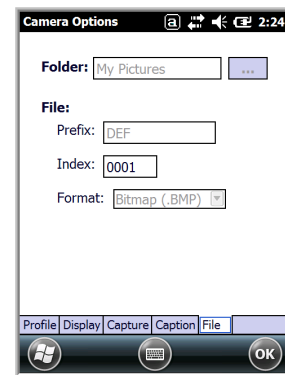 Camera Optio a 2:24
Folder: My Pictures ...
File:
Prefix: DEF
Index: 0001
Format: Bitmap (.BMP)
Profile Display Capture Caption File
OK